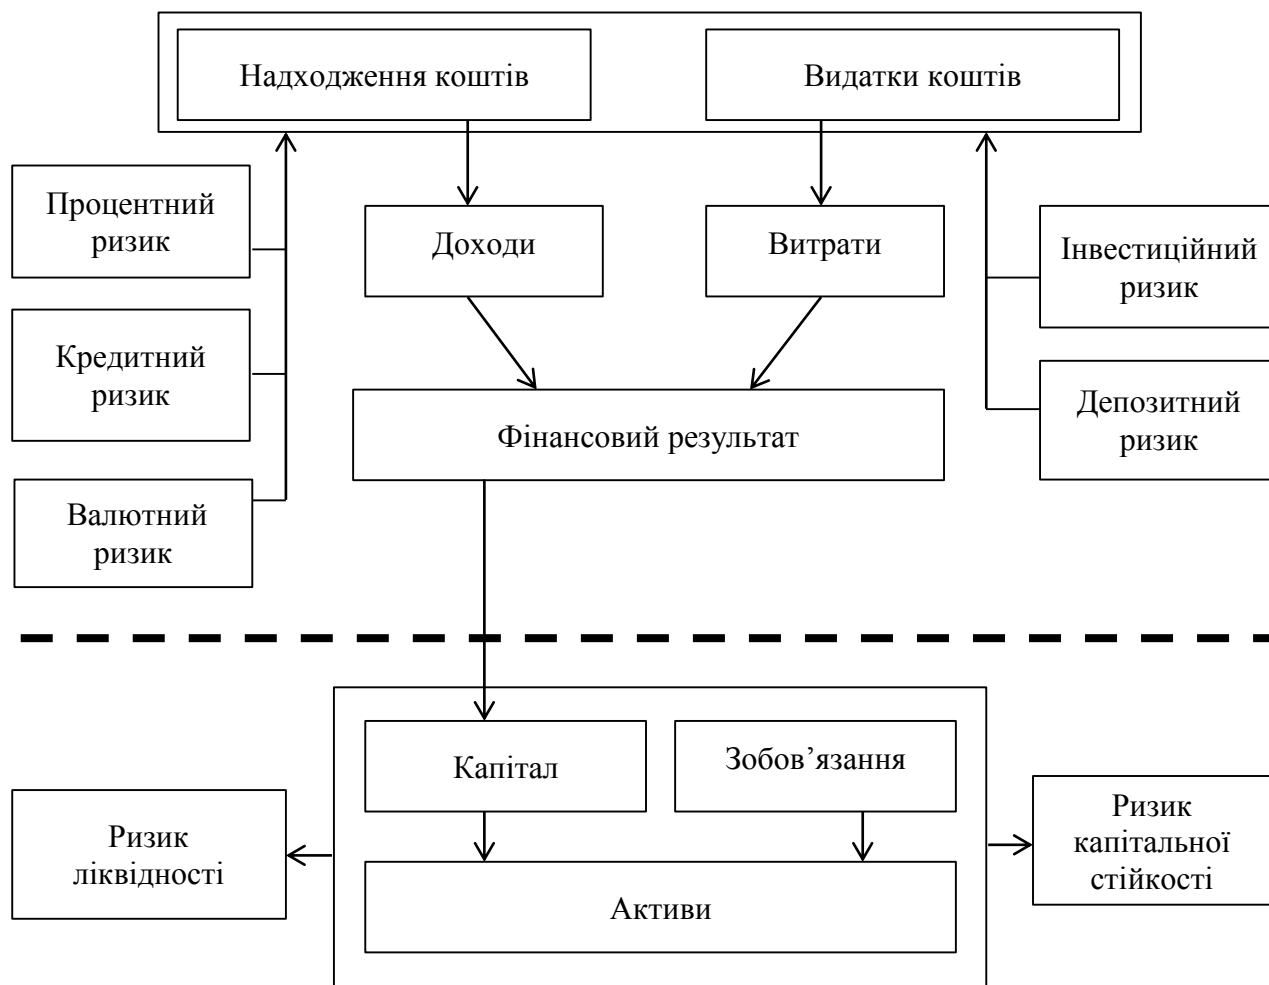 Надходження коштів
Видатки коштів
Процентний
ризик
Доходи
Витрати
Інвестиційний
ризик
Кредитний
ризик
Депозитний
ризик
Фінансовий результат
Валютний
ризик
Капітал
Зобов’язання
Ризик
ліквідності
Ризик
капітальної
стійкості
Активи